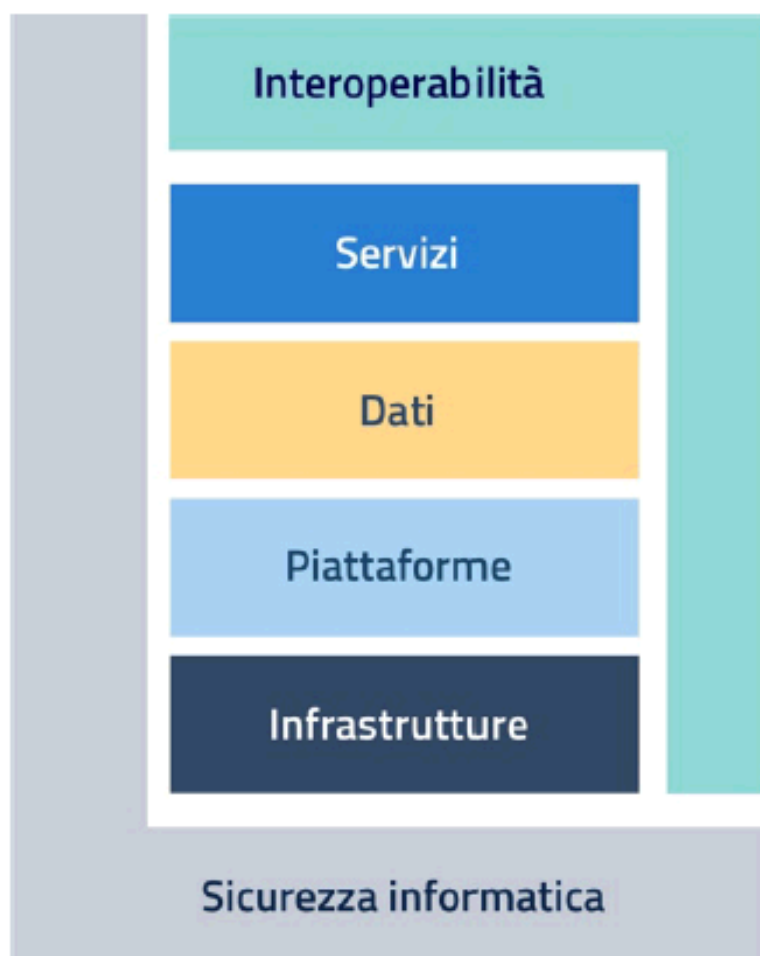 Interoperabilità
Servizi
Dati
Piattaforme
Infrastrutture
Sicurezza informatica